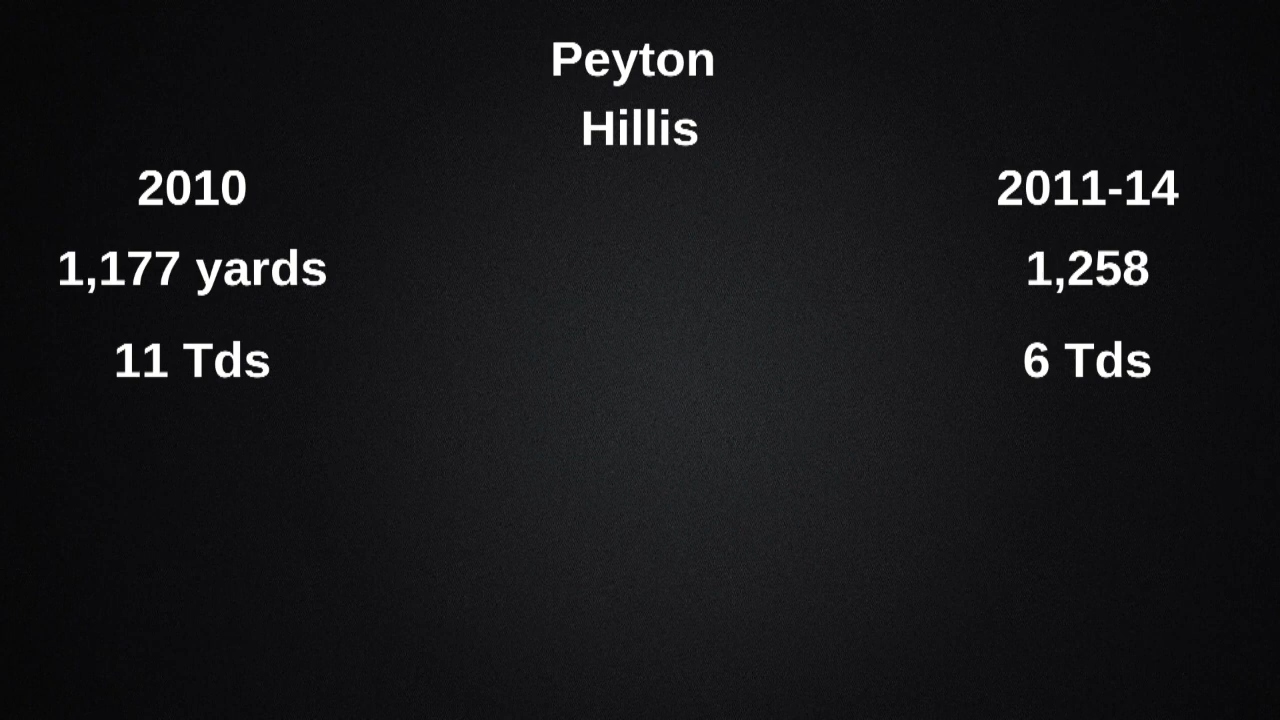 Peyton
Hillis
2010
2011-14
1,177 yards
1,258
11 Tds
6 Tds